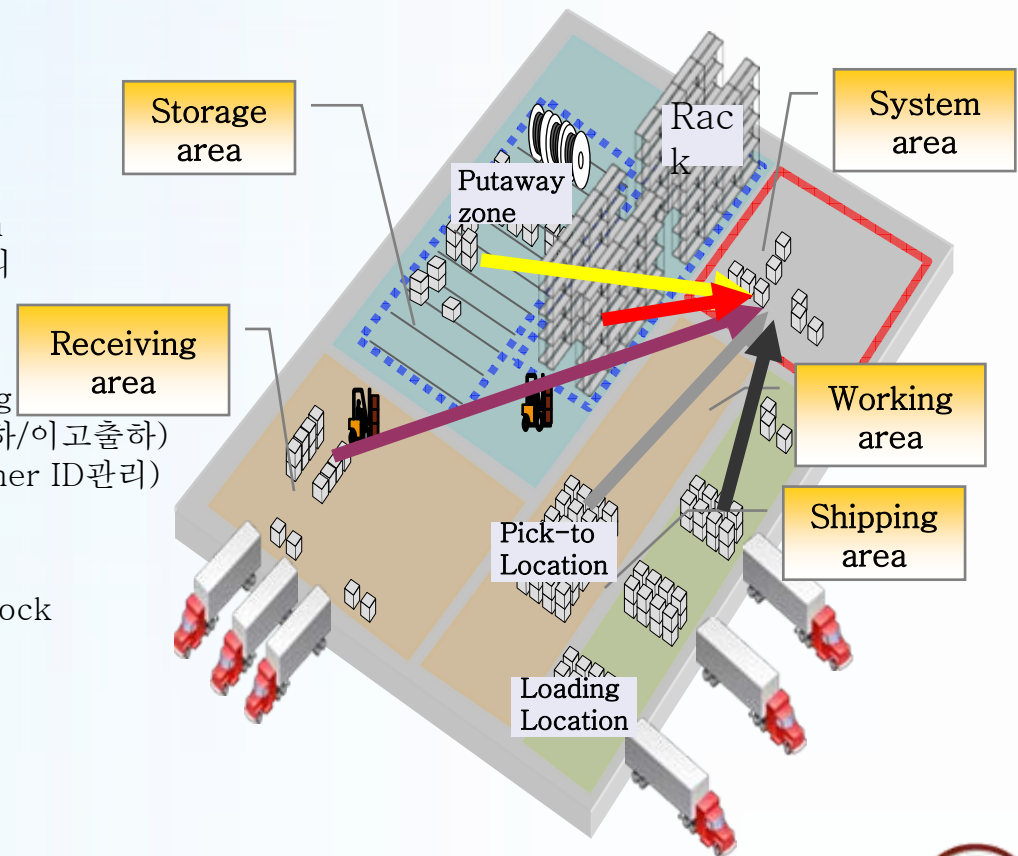 Storage
area
System
area
Rac
k
Putaway
zone
Receiving
area
하/이고출하)
ner ID관리)
Working
area
Shipping
area
Pick-to
Location
ock
Loading
Location